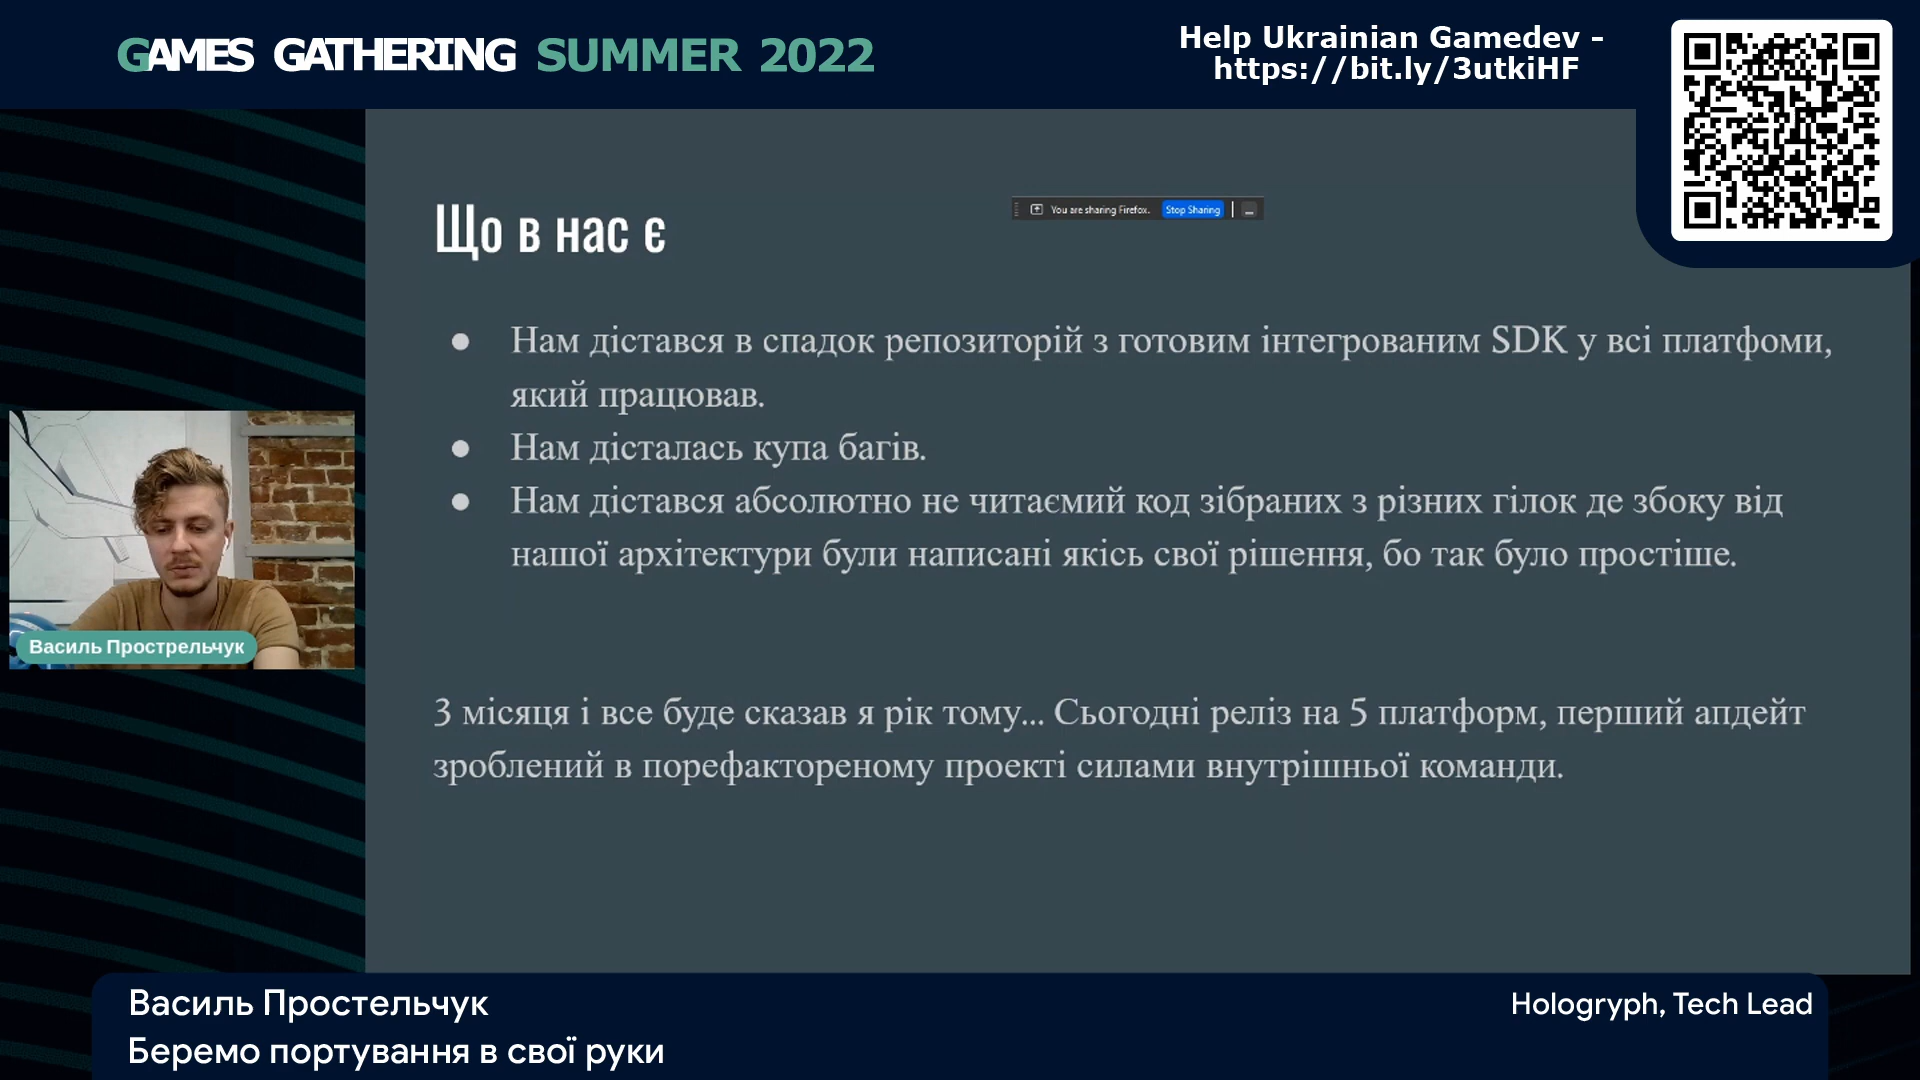 GAMES GATHERING SUMMER 2022
Help Ukrainian Gamedev -
https://bit.ly/3utkiHF
Що в нас є
You are sharing Firefox. Stop Sharing
● Нам дістався в спадок репозиторій з готовим інтегрованим SDK у всі платфоми,
який працював.
● Нам дісталась купа багів.
● Нам дістався абсолютно не читаємий код зібраних з різних гілок де збоку від
нашої архітектури були написані якісь свої рішення, бо так було простіше.
Василь Прострельчук
3 місяця і все буде сказав я рік тому... Сьогодні реліз на 5 платформ, перший апдейт
зроблений в порефактореному проекті силами внутрішньої команди.
Василь Простельчук
Hologryph, Tech Lead
Беремо портування в свої руки